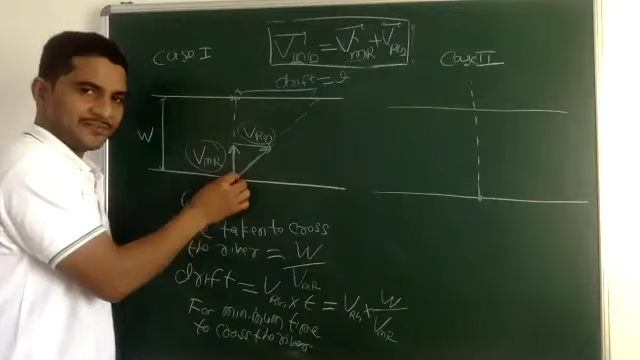 Case I
V_mG = V_mR + V_RG
Case II
drift = x
W
V_RG
V_mR
taken to cross
the river = W / V_mR
drift = V_RG × t = V_RG × W / V_mR
For minimum time
to cross the river